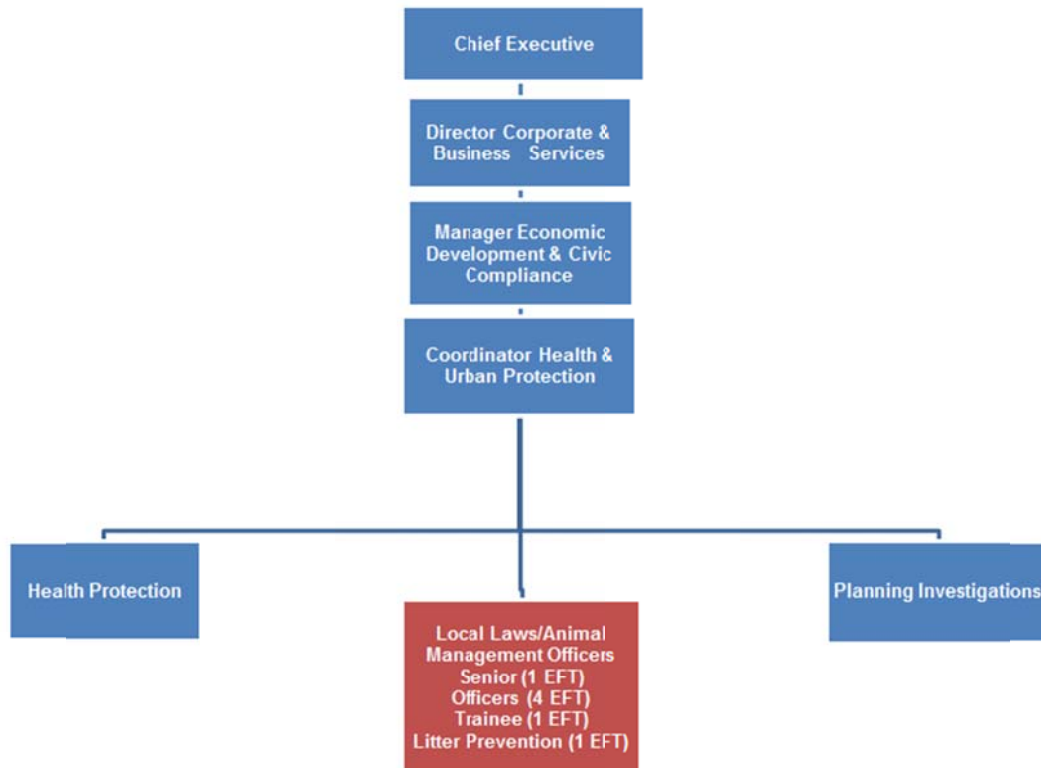 Chief Executive
Director Corporate &
Business Services
Manager Economic
Development & Civic
Compliance
Coordinator Health &
Urban Protection
Health Protection
Local Laws/Animal
Management Officers
Senior (1 EFT)
Officers (4 EFT)
Trainee (1 EFT)
Litter Prevention (1 EFT)
Planning Investigations